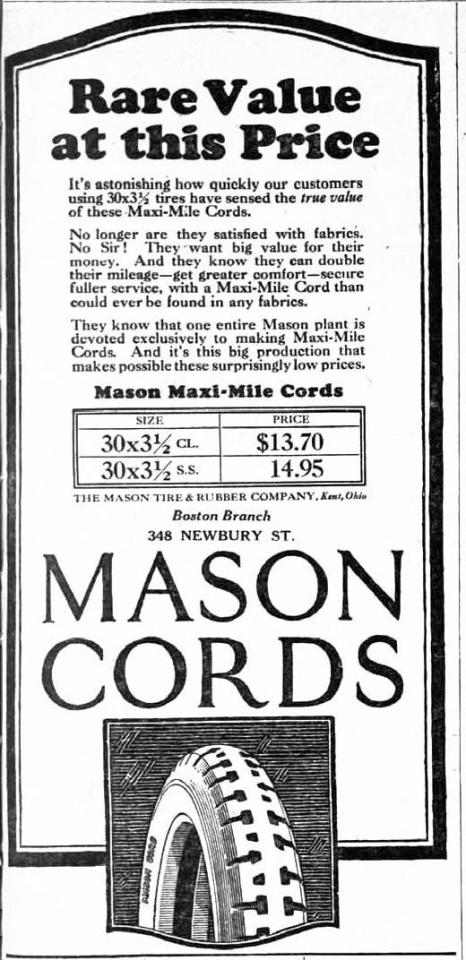 Rare Value
at this Price
It's astonishing how quickly our customers
using 30x3½ tires have sensed the true value
of these Maxi-Mile Cords.
No longer are they satisfied with fabrics.
No Sir! They want big value for their
money. And they know they can double
their mileage—get greater comfort—secure
fuller service, with a Maxi-Mile Cord than
could ever be found in any fabrics.
They know that one entire Mason plant is
devoted exclusively to making Maxi-Mile
Cords. And it's this big production that
makes possible these surprisingly low prices.
Mason Maxi-Mile Cords
SIZE PRICE
30x3½ CL. $13.70
30x3½ S.S. 14.95
THE MASON TIRE & RUBBER COMPANY, Kent, Ohio
Boston Branch
348 NEWBURY ST.
MASON
CORDS
MASON CORD